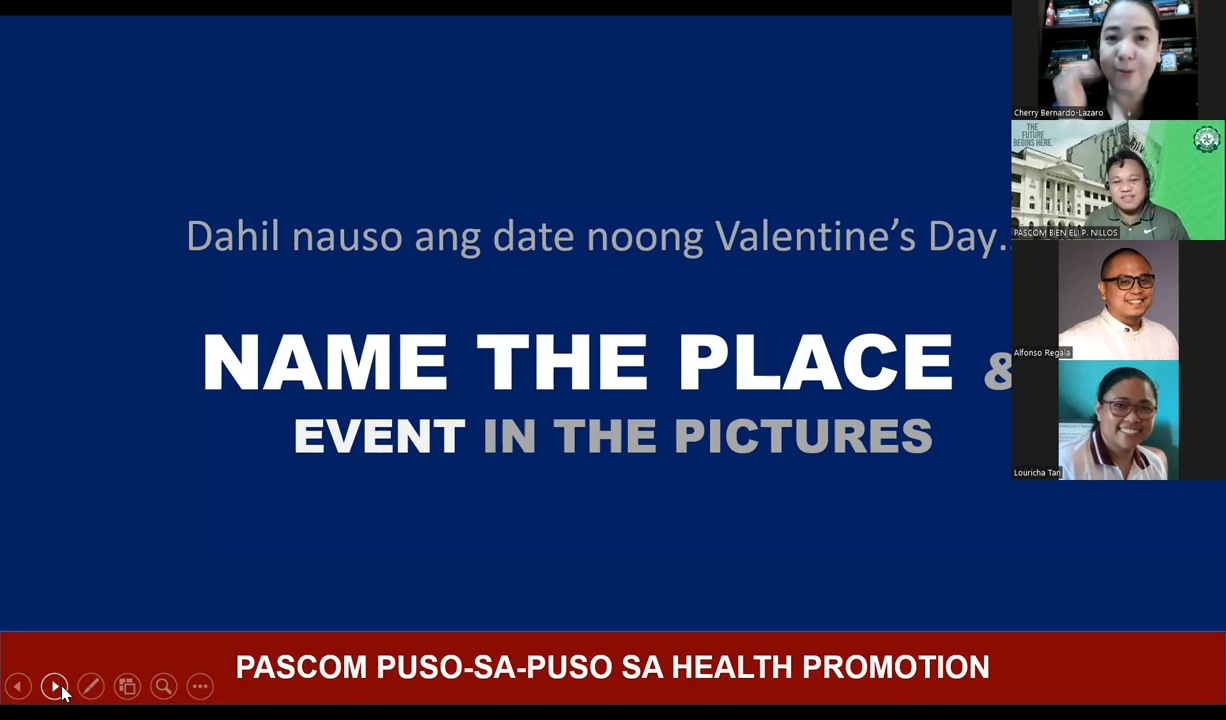 Dahil nauso ang date noong Valentine's Day..
NAME THE PLACE &
EVENT IN THE PICTURES
PASCOM PUSO-SA-PUSO SA HEALTH PROMOTION
Cherry Bernardo-Lazaro
THE
FUTURE
BEGINS HERE.
PASCOM BIEN ELI P. NILLOS
Alfonso Regala
Louricha Tan